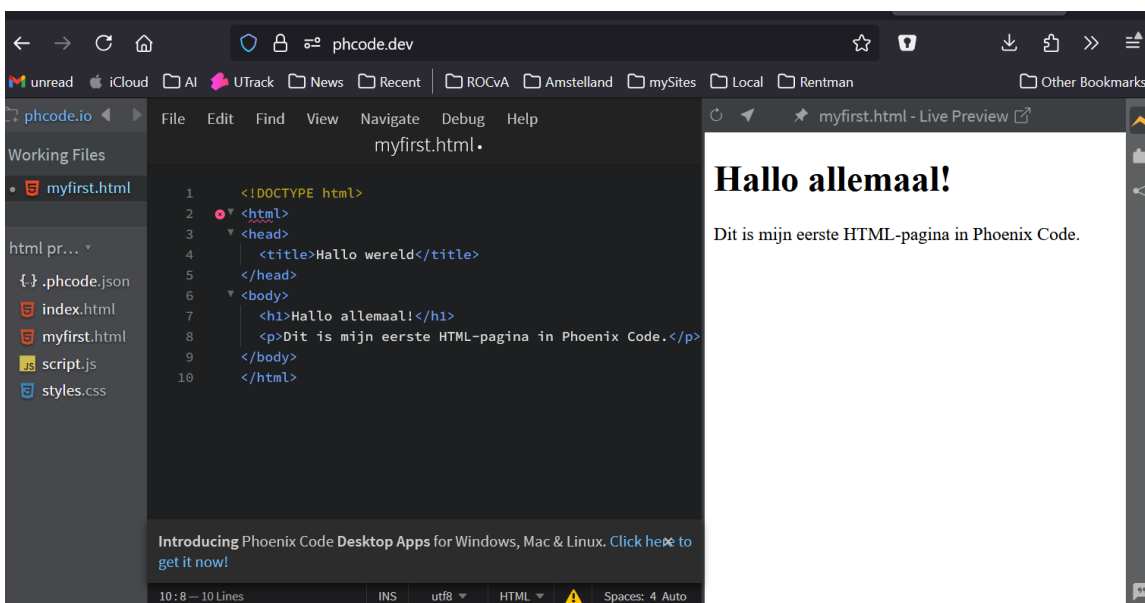 phcode.dev
unread iCloud AI UTrack News Recent ROCvA Amstelland mySites Local Rentman Other Bookmarks
phcode.io
File Edit Find View Navigate Debug Help
myfirst.html
myfirst.html - Live Preview
Working Files
myfirst.html
html pr...
.phcode.json
index.html
myfirst.html
JS script.js
styles.css
1 <!DOCTYPE html>
2 <html>
3 <head>
4 <title>Hallo wereld</title>
5 </head>
6 <body>
7 <h1>Hallo allemaal!</h1>
8 <p>Dit is mijn eerste HTML-pagina in Phoenix Code.</p>
9 </body>
10 </html>
Introducing Phoenix Code Desktop Apps for Windows, Mac & Linux. Click here to
get it now!
10 : 8 — 10 Lines INS utf8 HTML Spaces: 4 Auto
Hallo allemaal!
Dit is mijn eerste HTML-pagina in Phoenix Code.